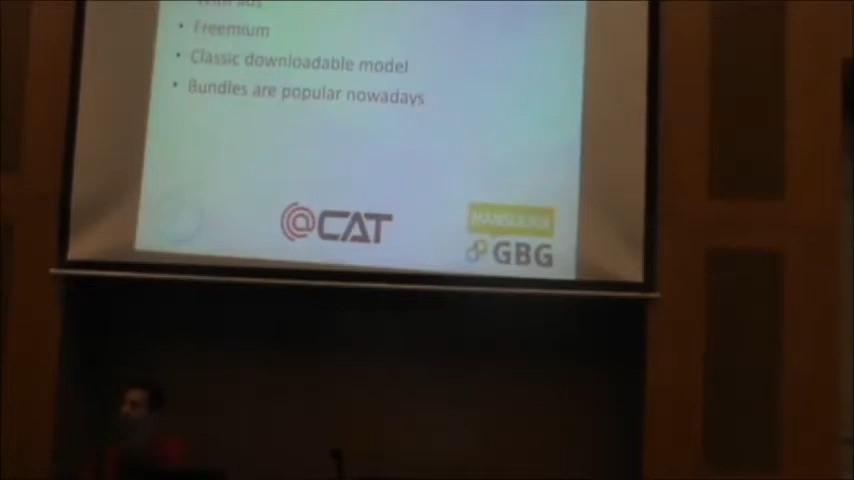 • Freemium
• Classic downloadable model
• Bundles are popular nowadays
@CAT
GBG